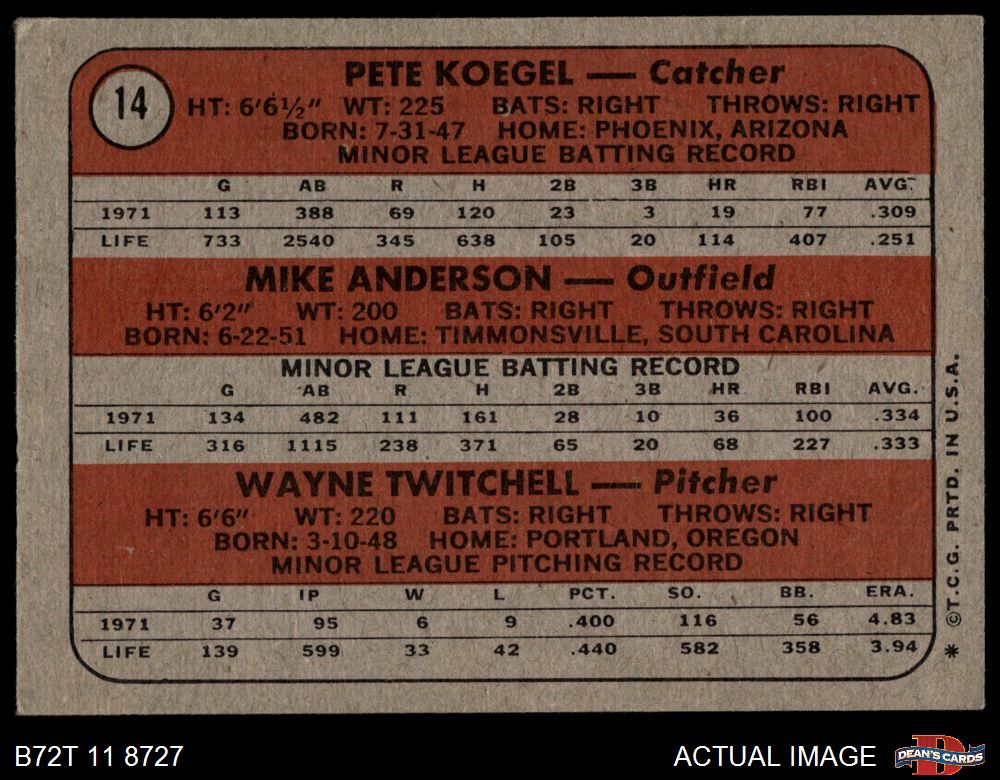 14
PETE KOEGEL — Catcher
HT: 6'6½" WT: 225 BATS: RIGHT THROWS: RIGHT
BORN: 7-31-47 HOME: PHOENIX, ARIZONA
MINOR LEAGUE BATTING RECORD
G AB R H 2B 3B HR RBI AVG.
1971 113 388 69 120 23 3 19 77 .309
LIFE 733 2540 345 638 105 20 114 407 .251
MIKE ANDERSON — Outfield
HT: 6'2" WT: 200 BATS: RIGHT THROWS: RIGHT
BORN: 6-22-51 HOME: TIMMONSVILLE, SOUTH CAROLINA
MINOR LEAGUE BATTING RECORD
G AB R H 2B 3B HR RBI AVG.
1971 134 482 111 161 28 10 36 100 .334
LIFE 316 1115 238 371 65 20 68 227 .333
WAYNE TWITCHELL — Pitcher
HT: 6'6" WT: 220 BATS: RIGHT THROWS: RIGHT
BORN: 3-10-48 HOME: PORTLAND, OREGON
MINOR LEAGUE PITCHING RECORD
G IP W L PCT. SO. BB. ERA.
1971 37 95 6 9 .400 116 56 4.83
LIFE 139 599 33 42 .440 582 358 3.94
* ©T.C.G. PRTD. IN U.S.A.
B72T 11 8727
ACTUAL IMAGE
DEAN'S CARDS